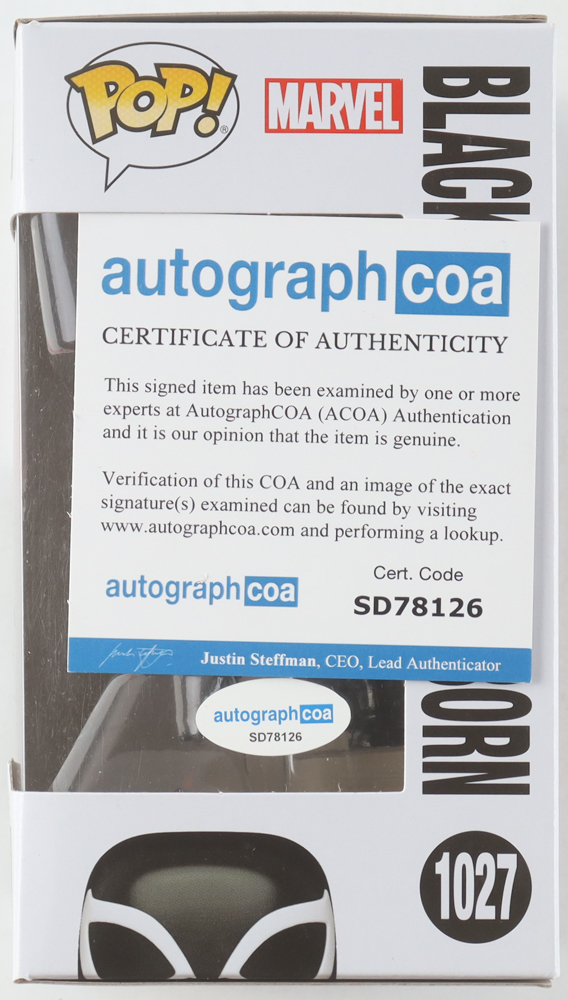 POP!
®
MARVEL
autographcoa
CERTIFICATE OF AUTHENTICITY
This signed item has been examined by one or more
experts at AutographCOA (ACOA) Authentication
and it is our opinion that the item is genuine.
Verification of this COA and an image of the exact
signature(s) examined can be found by visiting
www.autographcoa.com and performing a lookup.
autographcoa
Cert. Code
SD78126
Justin Steffman, CEO, Lead Authenticator
autographcoa
SD78126
1027